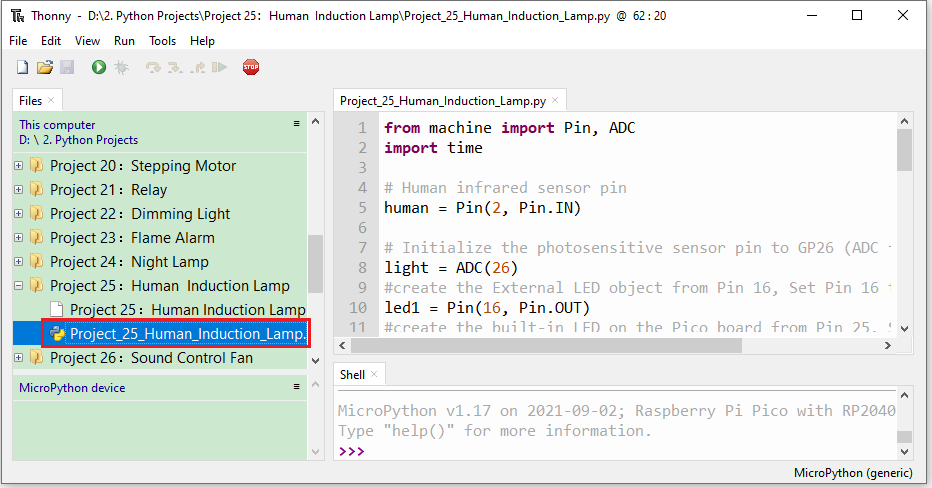 Thonny - D:\2. Python Projects\Project 25：Human Induction Lamp\Project_25_Human_Induction_Lamp.py @ 62 : 20
File Edit View Run Tools Help
STOP
Files
This computer
D: \ 2. Python Projects
Project 20：Stepping Motor
Project 21：Relay
Project 22：Dimming Light
Project 23：Flame Alarm
Project 24：Night Lamp
Project 25：Human Induction Lamp
Project 25：Human Induction Lamp
Project_25_Human_Induction_Lamp.
Project 26：Sound Control Fan
MicroPython device
Project_25_Human_Induction_Lamp.py
1 from machine import Pin, ADC
2 import time
3
4 # Human infrared sensor pin
5 human = Pin(2, Pin.IN)
6
7 # Initialize the photosensitive sensor pin to GP26 (ADC
8 light = ADC(26)
9 #create the External LED object from Pin 16, Set Pin 16
10 led1 = Pin(16, Pin.OUT)
11 #create the built-in LED on the Pico board from Pin 25, S
Shell
MicroPython v1.17 on 2021-09-02; Raspberry Pi Pico with RP2040
Type "help()" for more information.
>>>
MicroPython (generic)